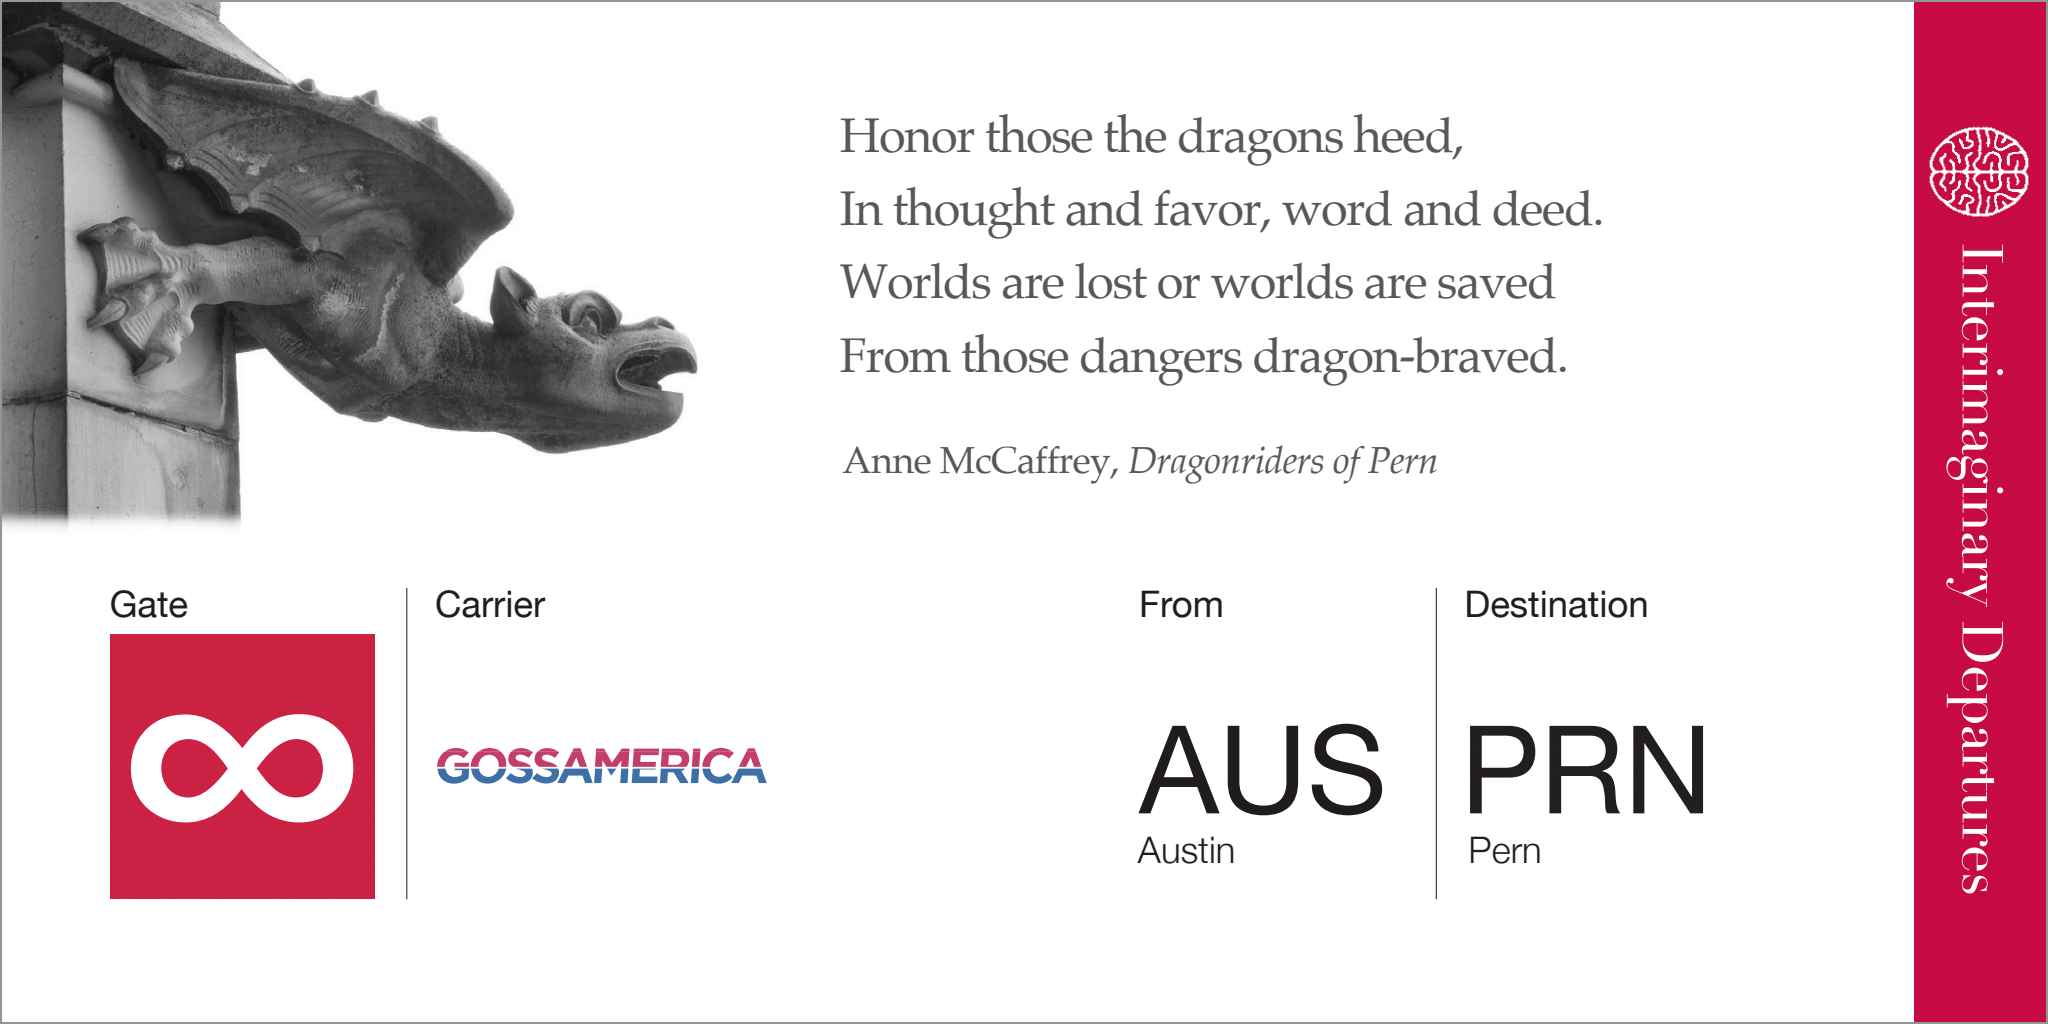 Honor those the dragons heed,
In thought and favor, word and deed.
Worlds are lost or worlds are saved
From those dangers dragon-braved.
Anne McCaffrey, Dragonriders of Pern
Gate
∞
Carrier
GOSSAMERICA
From
AUS
Austin
Destination
PRN
Pern
Interimaginary Departures